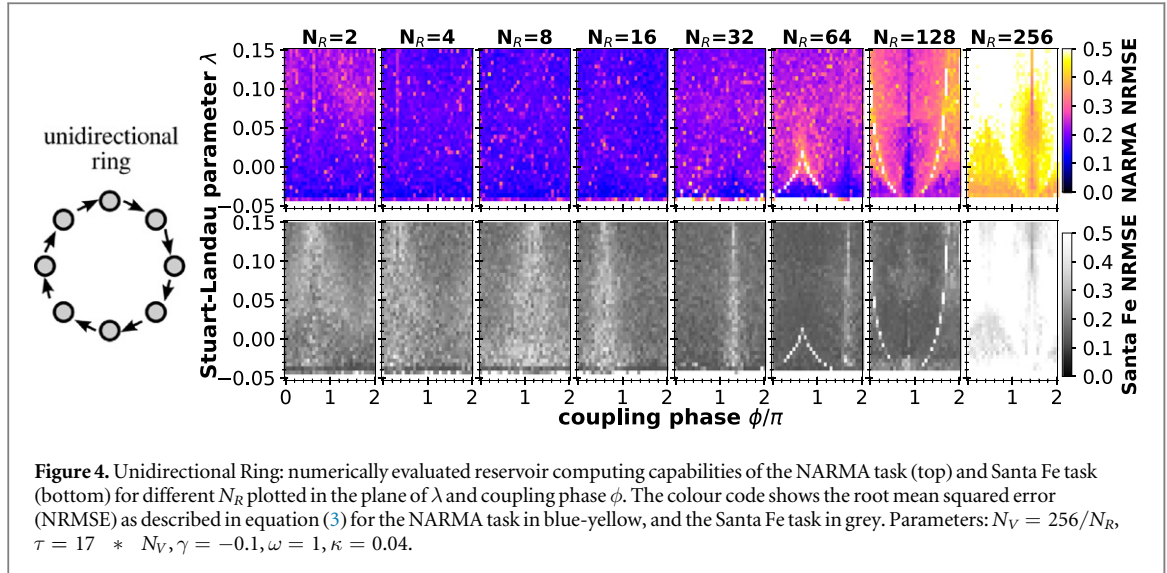 N_R=2 N_R=4 N_R=8 N_R=16 N_R=32 N_R=64 N_R=128 N_R=256
unidirectional
ring
Stuart-Landau parameter λ
0.15
0.10
0.05
0.00
−0.05
0.5
0.4
0.3
0.2
0.1
0.0
NARMA NRMSE
0.15
0.10
0.05
0.00
−0.05
0.5
0.4
0.3
0.2
0.1
0.0
Santa Fe NRMSE
0 1 2 1 2 1 2 1 2 1 2 1 2 1 2 1 2
coupling phase ϕ/π
Figure 4. Unidirectional Ring: numerically evaluated reservoir computing capabilities of the NARMA task (top) and Santa Fe task
(bottom) for different N_R plotted in the plane of λ and coupling phase ϕ. The colour code shows the root mean squared error
(NRMSE) as described in equation (3) for the NARMA task in blue-yellow, and the Santa Fe task in grey. Parameters: N_V = 256/N_R,
τ = 17 * N_V, γ = −0.1, ω = 1, κ = 0.04.